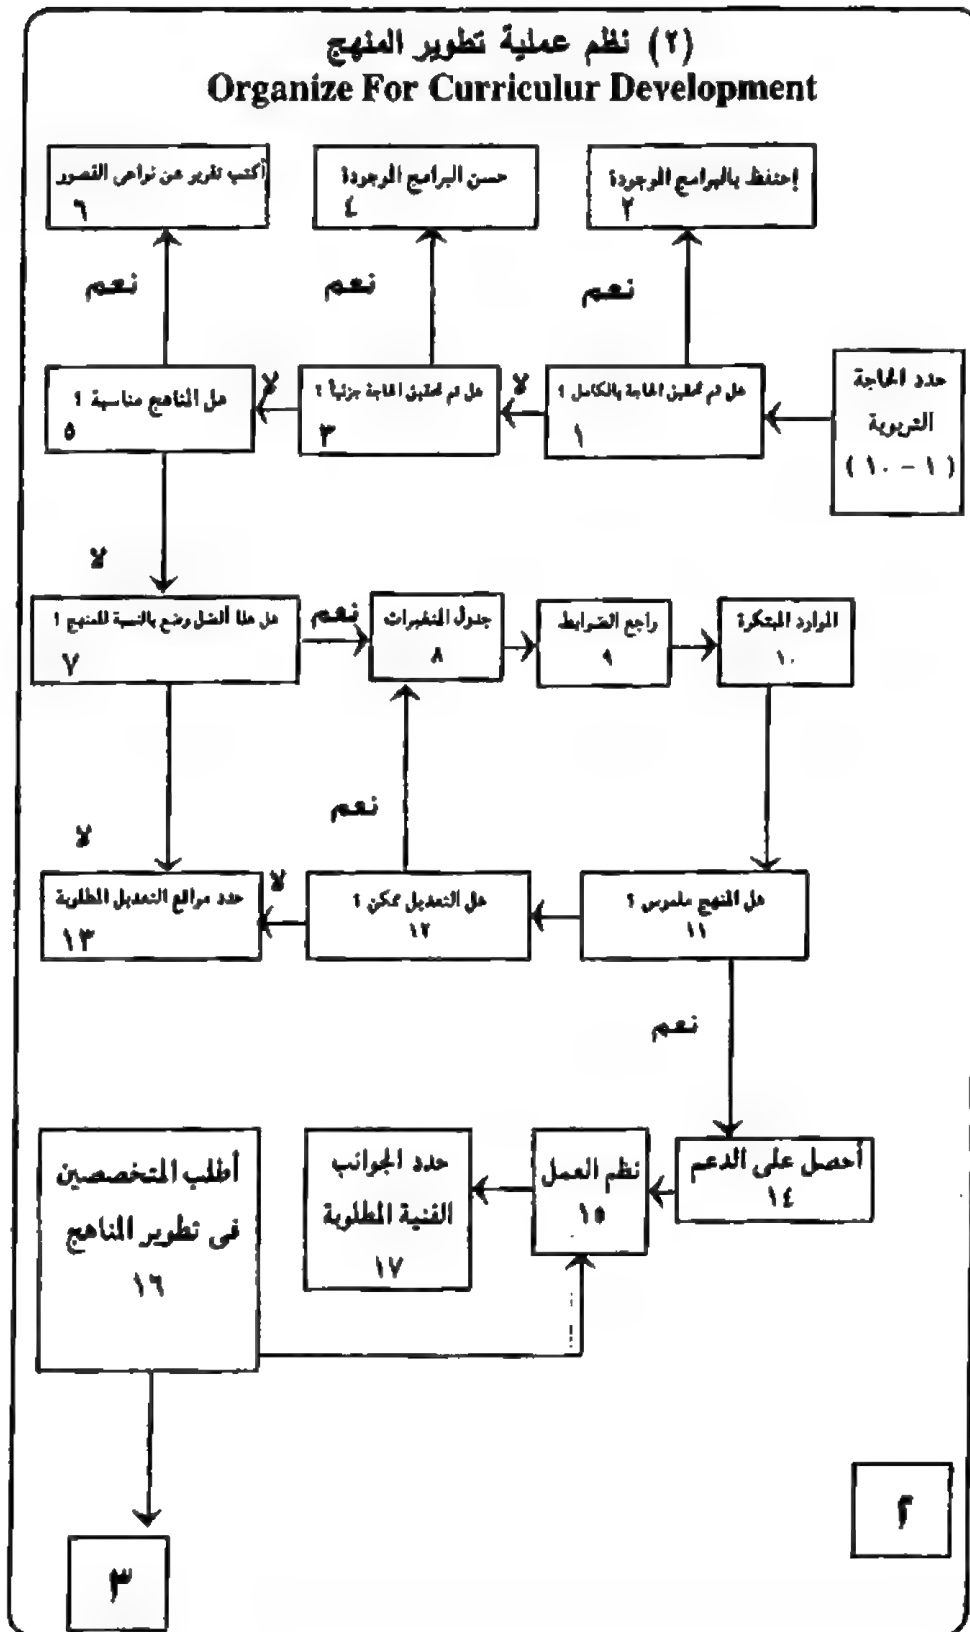 (٢) نظم عملية تطوير المنهج
Organize For Curriculur Development
إحتفظ بالبرامج الموجودة
٢
حسن البرامج الموجودة
٤
أكتب تقرير عن نواحى القصور
٦
نعم
نعم
نعم
حدد الحاجة
التربوية
( ١ - ١٠ )
هل تم تحقيق الحاجة بالكامل ؟
١
لا
هل تم تحقيق الحاجة جزئياً ؟
٣
لا
هل المناهج مناسبة ؟
٥
لا
هل هذا أفضل وضع بالنسبة للمنهج ؟
٧
نعم
جدول المتغيرات
٨
راجع الضرابط
٩
الموارد المبتكرة
١٠
نعم
لا
هل المنهج ملموس ؟
١١
هل التعديل ممكن ؟
١٢
لا
حدد مواقع التعديل المطلوبة
١٣
نعم
أحصل على الدعم
١٤
نظم العمل
١٥
حدد الجوانب
الفنية المطلوبة
١٧
أطلب المتخصصين
فى تطوير المناهج
١٦
٢
٣